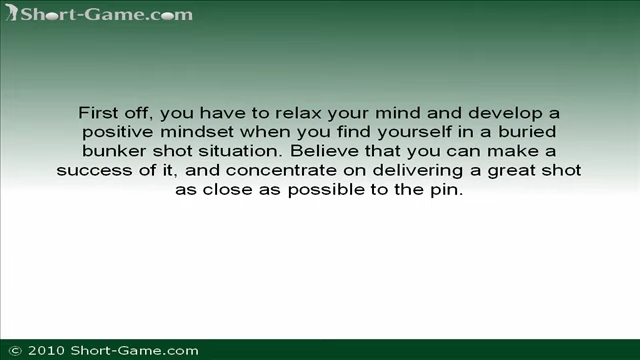 Short-Game.com
First off, you have to relax your mind and develop a
positive mindset when you find yourself in a buried
bunker shot situation. Believe that you can make a
success of it, and concentrate on delivering a great shot
as close as possible to the pin.
© 2010 Short-Game.com